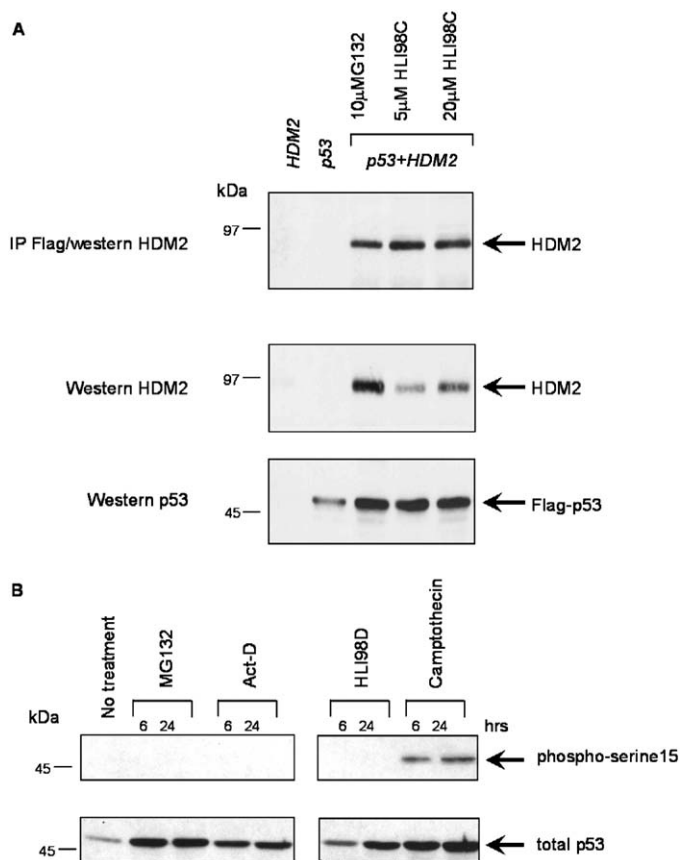 A
10μMG132
5μM HLI98C
20μM HLI98C
HDM2
p53
p53+HDM2
kDa
IP Flag/western HDM2
97
HDM2
Western HDM2
97
HDM2
Western p53
45
Flag-p53
B
No treatment
MG132
Act-D
HLI98D
Camptothecin
kDa
6 24 6 24 6 24 6 24 hrs
45
phospho-serine15
45
total p53